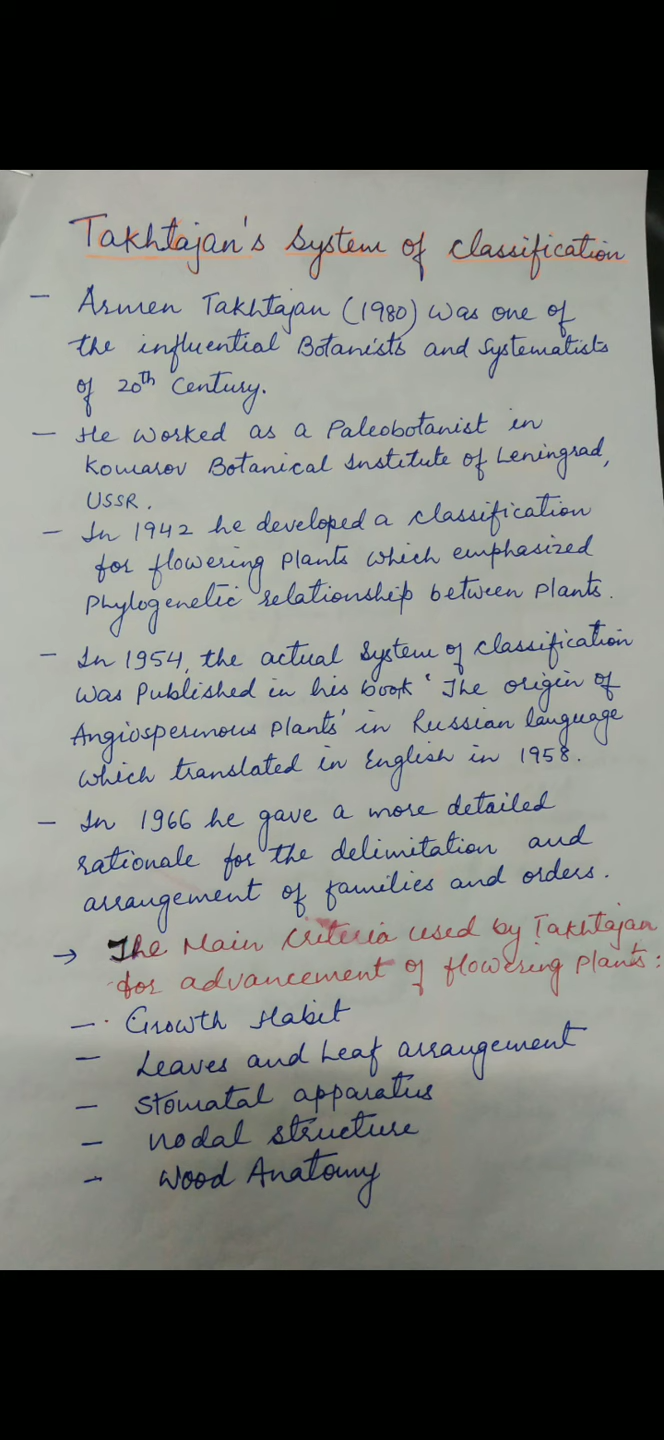 Takhtajan's System of classification
- Armen Takhtajan (1980) was one of
the influential Botanists and Systematists
of 20th Century.
- He worked as a Paleobotanist in
Komarov Botanical Institute of Leningrad,
USSR.
- In 1942 he developed a classification
for flowering plants which emphasized
Phylogenetic relationship between Plants.
- In 1954, the actual System of classification
was Published in his book 'The origin of
Angiospermous Plants' in Russian language
which translated in English in 1958.
- In 1966 he gave a more detailed
rationale for the delimitation and
arrangement of families and orders.
→ The Main Criteria used by Takhtajan
for advancement of flowering Plants:
- Growth Habit
- Leaves and Leaf arrangement
- Stomatal apparatus
- Nodal structure
- Wood Anatomy